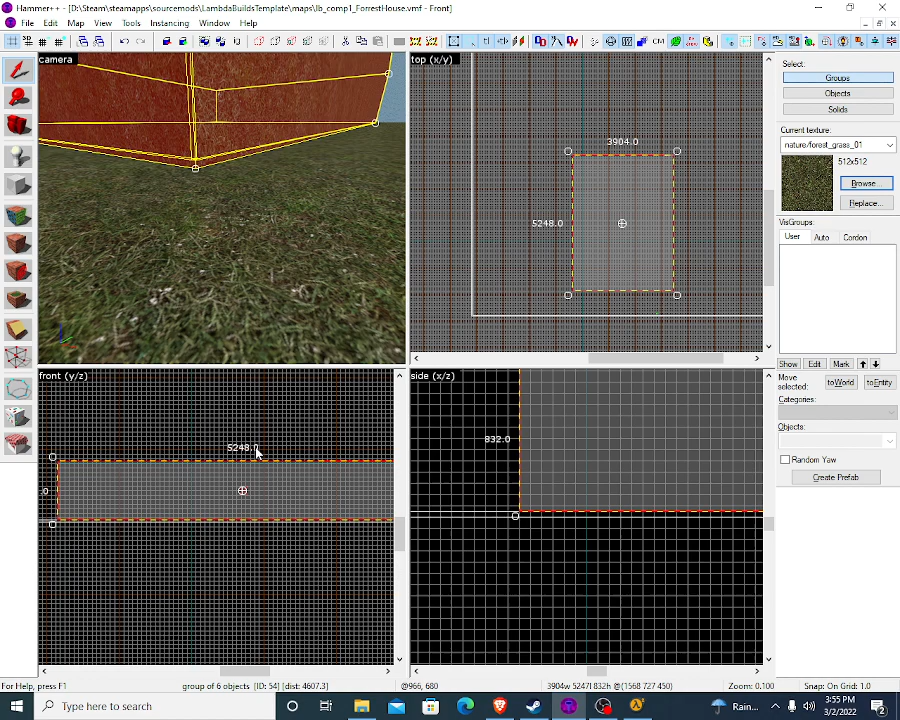 Hammer++ - [D:\Steam\steamapps\sourcemods\LambdaBuildsTemplate\maps\lb_comp1_ForrestHouse.vmf - Front]
File Edit Map View Tools Instancing Window Help
camera
top (x/y)
3904.0
5248.0
front (y/z)
5248.0
.0
side (x/z)
832.0
Select:
Groups
Objects
Solids
Current texture:
nature/forest_grass_01
512x512
Browse...
Replace...
VisGroups:
User Auto Cordon
Show Edit Mark
Move selected:
toWorld toEntity
Categories:
Objects:
Random Yaw
Create Prefab
For Help, press F1
group of 6 objects [ID: 54] [dist: 4607.3]
@966, 680
3904w 5247l 832h @(1568 727 450)
Zoom: 0.100
Snap: On Grid: 1.0
Type here to search
Rain...
3:55 PM
3/2/2022
2